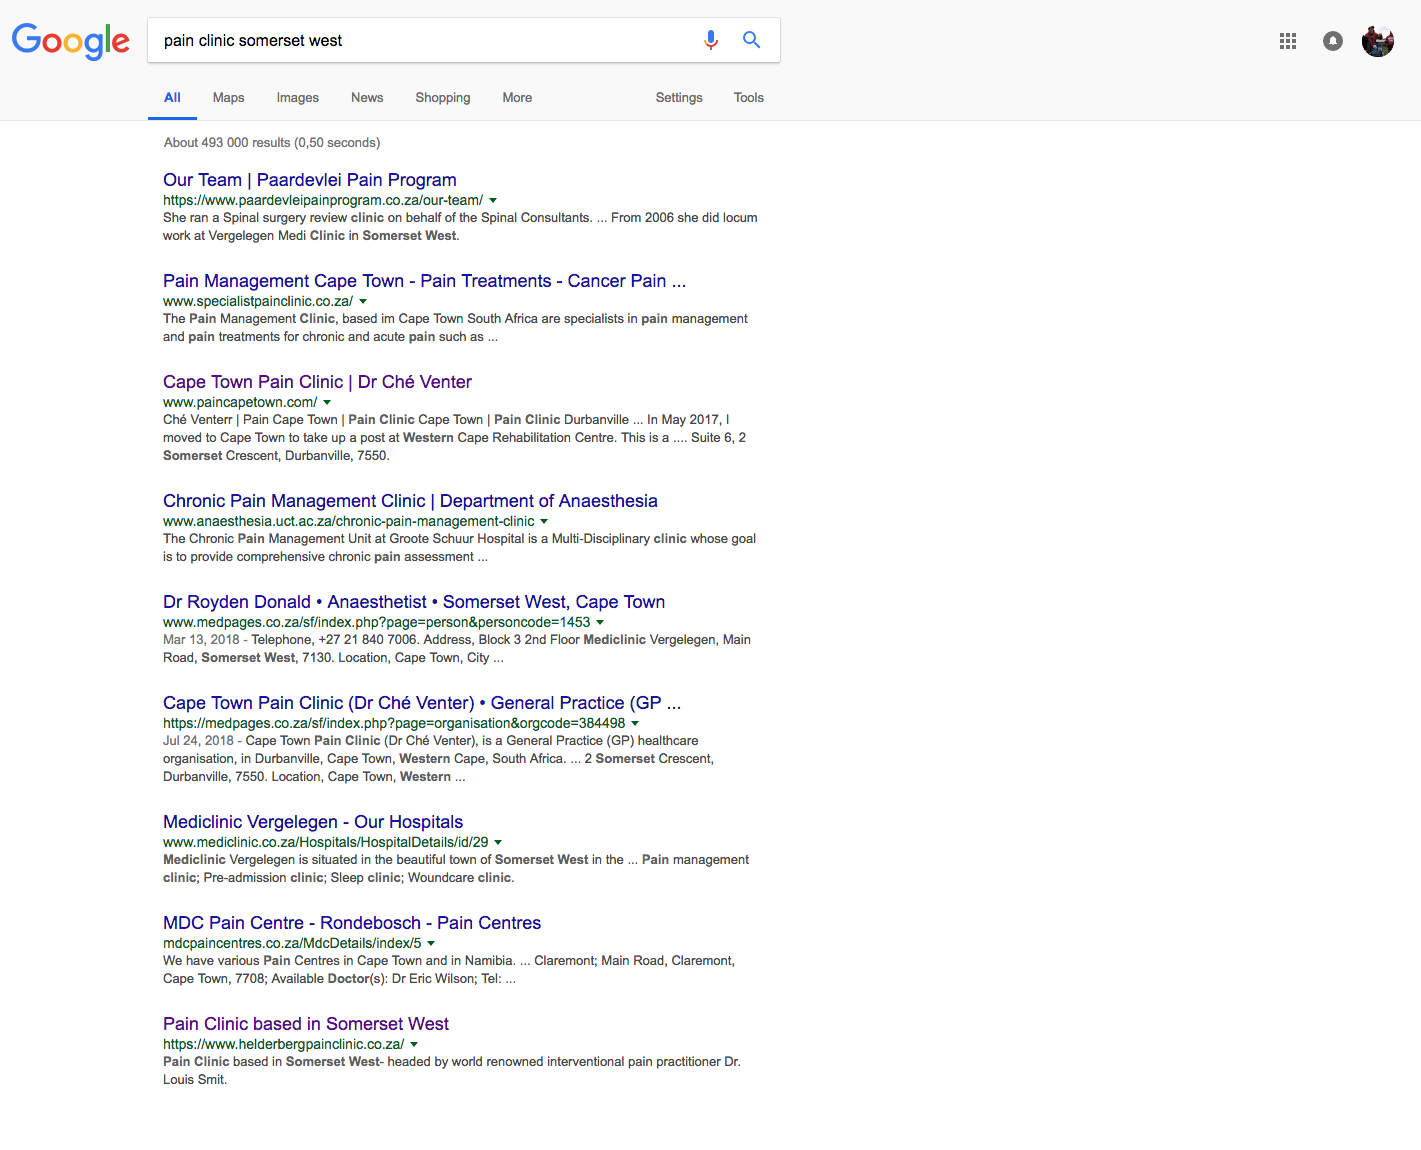 Google
pain clinic somerset west
All Maps Images News Shopping More Settings Tools
About 493 000 results (0,50 seconds)
Our Team | Paardevlei Pain Program
https://www.paardevleipainprogram.co.za/our-team/
She ran a Spinal surgery review clinic on behalf of the Spinal Consultants. ... From 2006 she did locum
work at Vergelegen Medi Clinic in Somerset West.
Pain Management Cape Town - Pain Treatments - Cancer Pain ...
www.specialistpainclinic.co.za/
The Pain Management Clinic, based im Cape Town South Africa are specialists in pain management
and pain treatments for chronic and acute pain such as ...
Cape Town Pain Clinic | Dr Ché Venter
www.paincapetown.com/
Ché Venterr | Pain Cape Town | Pain Clinic Cape Town | Pain Clinic Durbanville ... In May 2017, I
moved to Cape Town to take up a post at Western Cape Rehabilitation Centre. This is a .... Suite 6, 2
Somerset Crescent, Durbanville, 7550.
Chronic Pain Management Clinic | Department of Anaesthesia
www.anaesthesia.uct.ac.za/chronic-pain-management-clinic
The Chronic Pain Management Unit at Groote Schuur Hospital is a Multi-Disciplinary clinic whose goal
is to provide comprehensive chronic pain assessment ...
Dr Royden Donald • Anaesthetist • Somerset West, Cape Town
www.medpages.co.za/sf/index.php?page=person&personcode=1453
Mar 13, 2018 - Telephone, +27 21 840 7006. Address, Block 3 2nd Floor Mediclinic Vergelegen, Main
Road, Somerset West, 7130. Location, Cape Town, City ...
Cape Town Pain Clinic (Dr Ché Venter) • General Practice (GP ...
https://medpages.co.za/sf/index.php?page=organisation&orgcode=384498
Jul 24, 2018 - Cape Town Pain Clinic (Dr Ché Venter), is a General Practice (GP) healthcare
organisation, in Durbanville, Cape Town, Western Cape, South Africa. ... 2 Somerset Crescent,
Durbanville, 7550. Location, Cape Town, Western ...
Mediclinic Vergelegen - Our Hospitals
www.mediclinic.co.za/Hospitals/HospitalDetails/id/29
Mediclinic Vergelegen is situated in the beautiful town of Somerset West in the ... Pain management
clinic; Pre-admission clinic; Sleep clinic; Woundcare clinic.
MDC Pain Centre - Rondebosch - Pain Centres
mdcpaincentres.co.za/MdcDetails/index/5
We have various Pain Centres in Cape Town and in Namibia. ... Claremont; Main Road, Claremont,
Cape Town, 7708; Available Doctor(s): Dr Eric Wilson; Tel: ...
Pain Clinic based in Somerset West
https://www.helderbergpainclinic.co.za/
Pain Clinic based in Somerset West- headed by world renowned interventional pain practitioner Dr.
Louis Smit.